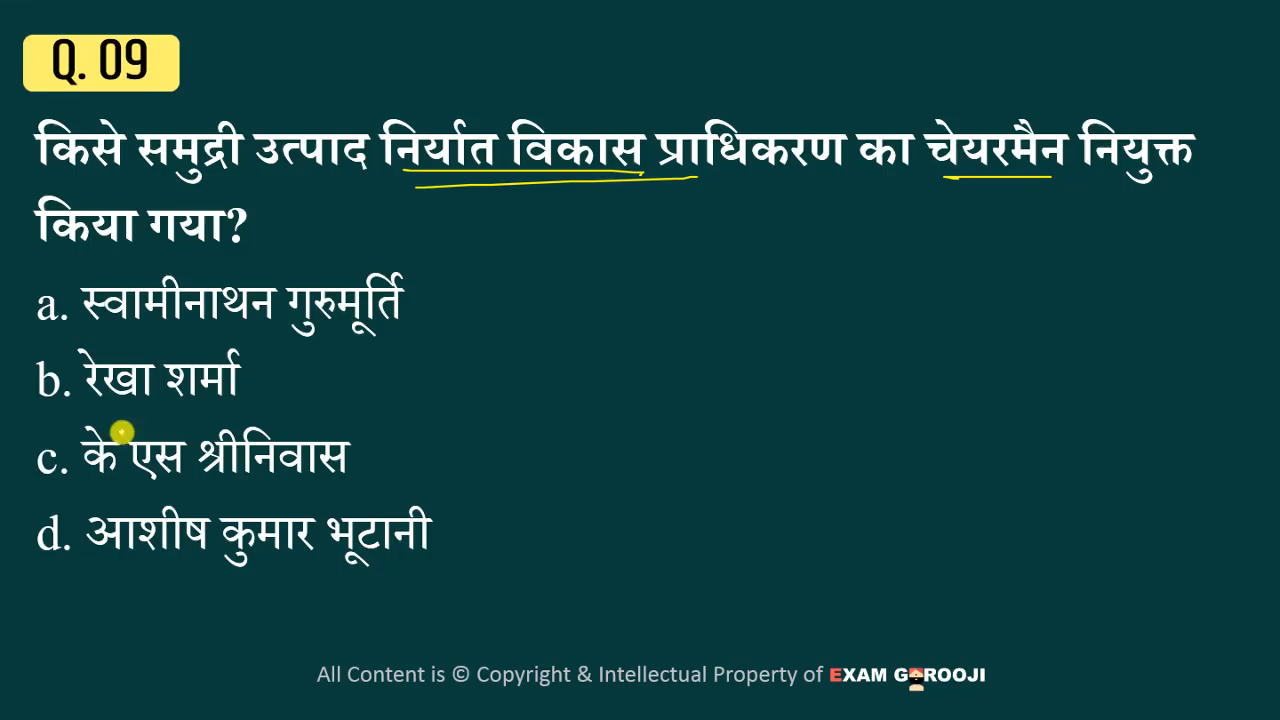 Q. 09
किसे समुद्री उत्पाद निर्यात विकास प्राधिकरण का चेयरमैन नियुक्त
किया गया?
a. स्वामीनाथन गुरुमूर्ति
b. रेखा शर्मा
c. के एस श्रीनिवास
d. आशीष कुमार भूटानी
All Content is © Copyright & Intellectual Property of EXAM GUROOJI